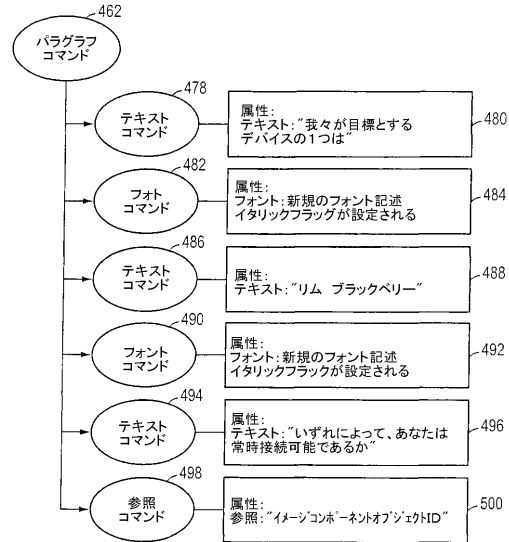 462
パラグラフ
コマンド
478
テキスト
コマンド
属性:
テキスト:"我々が目標とする
デバイスの1つは"
480
482
フォト
コマンド
属性:
フォント:新規のフォント記述
イタリックフラッグが設定される
484
486
テキスト
コマンド
属性:
テキスト:"リム ブラックベリー"
488
490
フォント
コマンド
属性:
フォント:新規のフォント記述
イタリックフラックが設定される
492
494
テキスト
コマンド
属性:
テキスト:"いずれによって、あなたは
常時接続可能であるか"
496
498
参照
コマンド
属性:
参照:"イメージコンポーネントオブジェクトID"
500